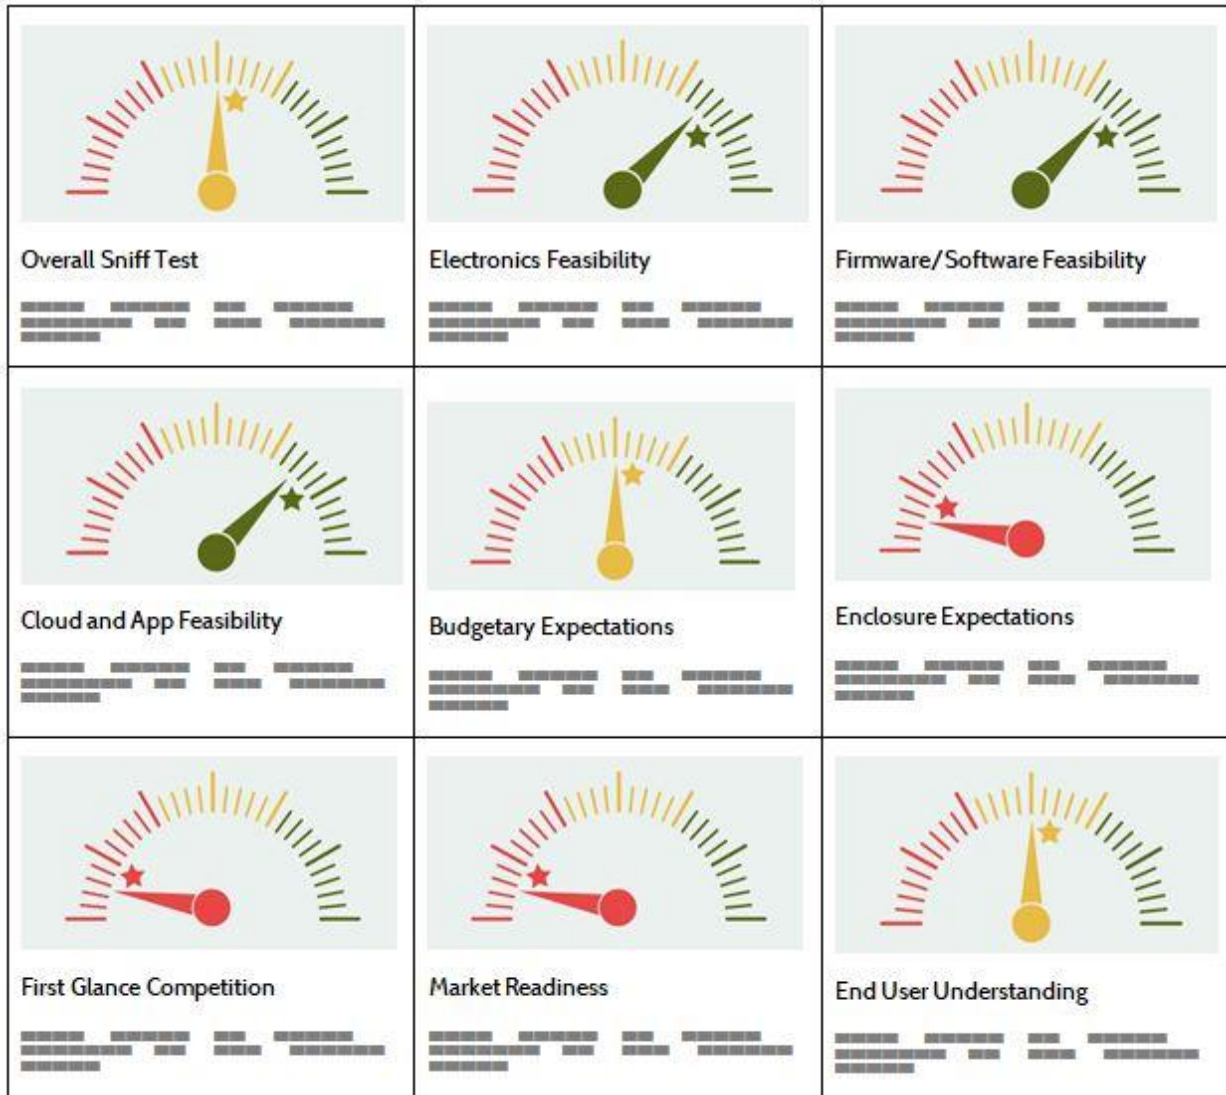 Overall Sniff Test
Electronics Feasibility
Firmware/Software Feasibility
Cloud and App Feasibility
Budgetary Expectations
Enclosure Expectations
First Glance Competition
Market Readiness
End User Understanding